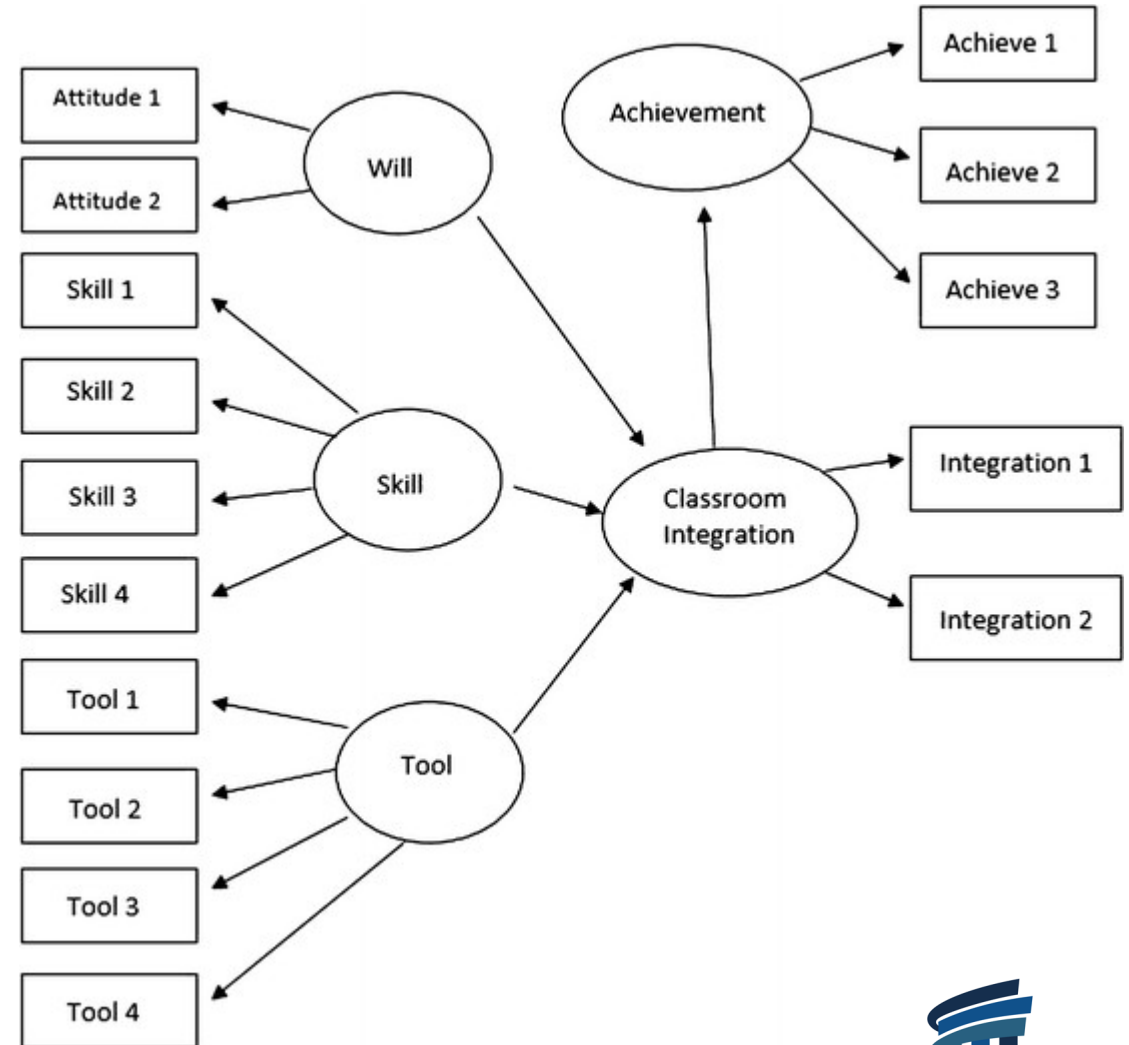 Attitude 1
Attitude 2
Skill 1
Skill 2
Skill 3
Skill 4
Tool 1
Tool 2
Tool 3
Tool 4
Will
Skill
Tool
Achievement
Classroom
Integration
Achieve 1
Achieve 2
Achieve 3
Integration 1
Integration 2